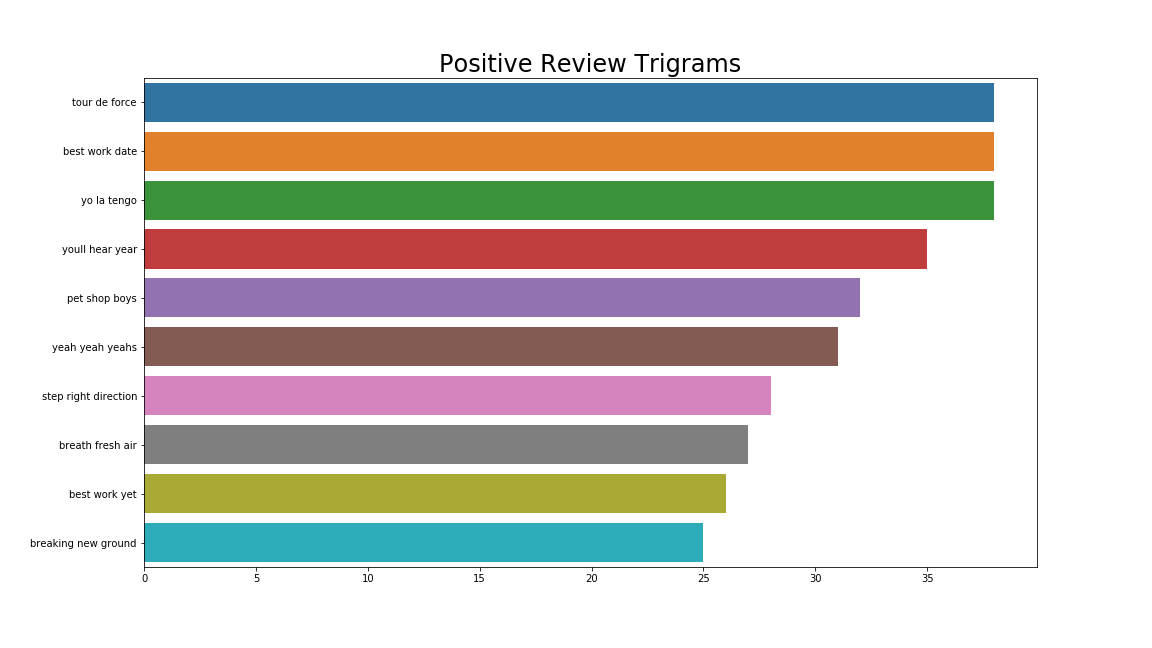 Positive Review Trigrams
tour de force
best work date
yo la tengo
youll hear year
pet shop boys
yeah yeah yeahs
step right direction
breath fresh air
best work yet
breaking new ground
0 5 10 15 20 25 30 35